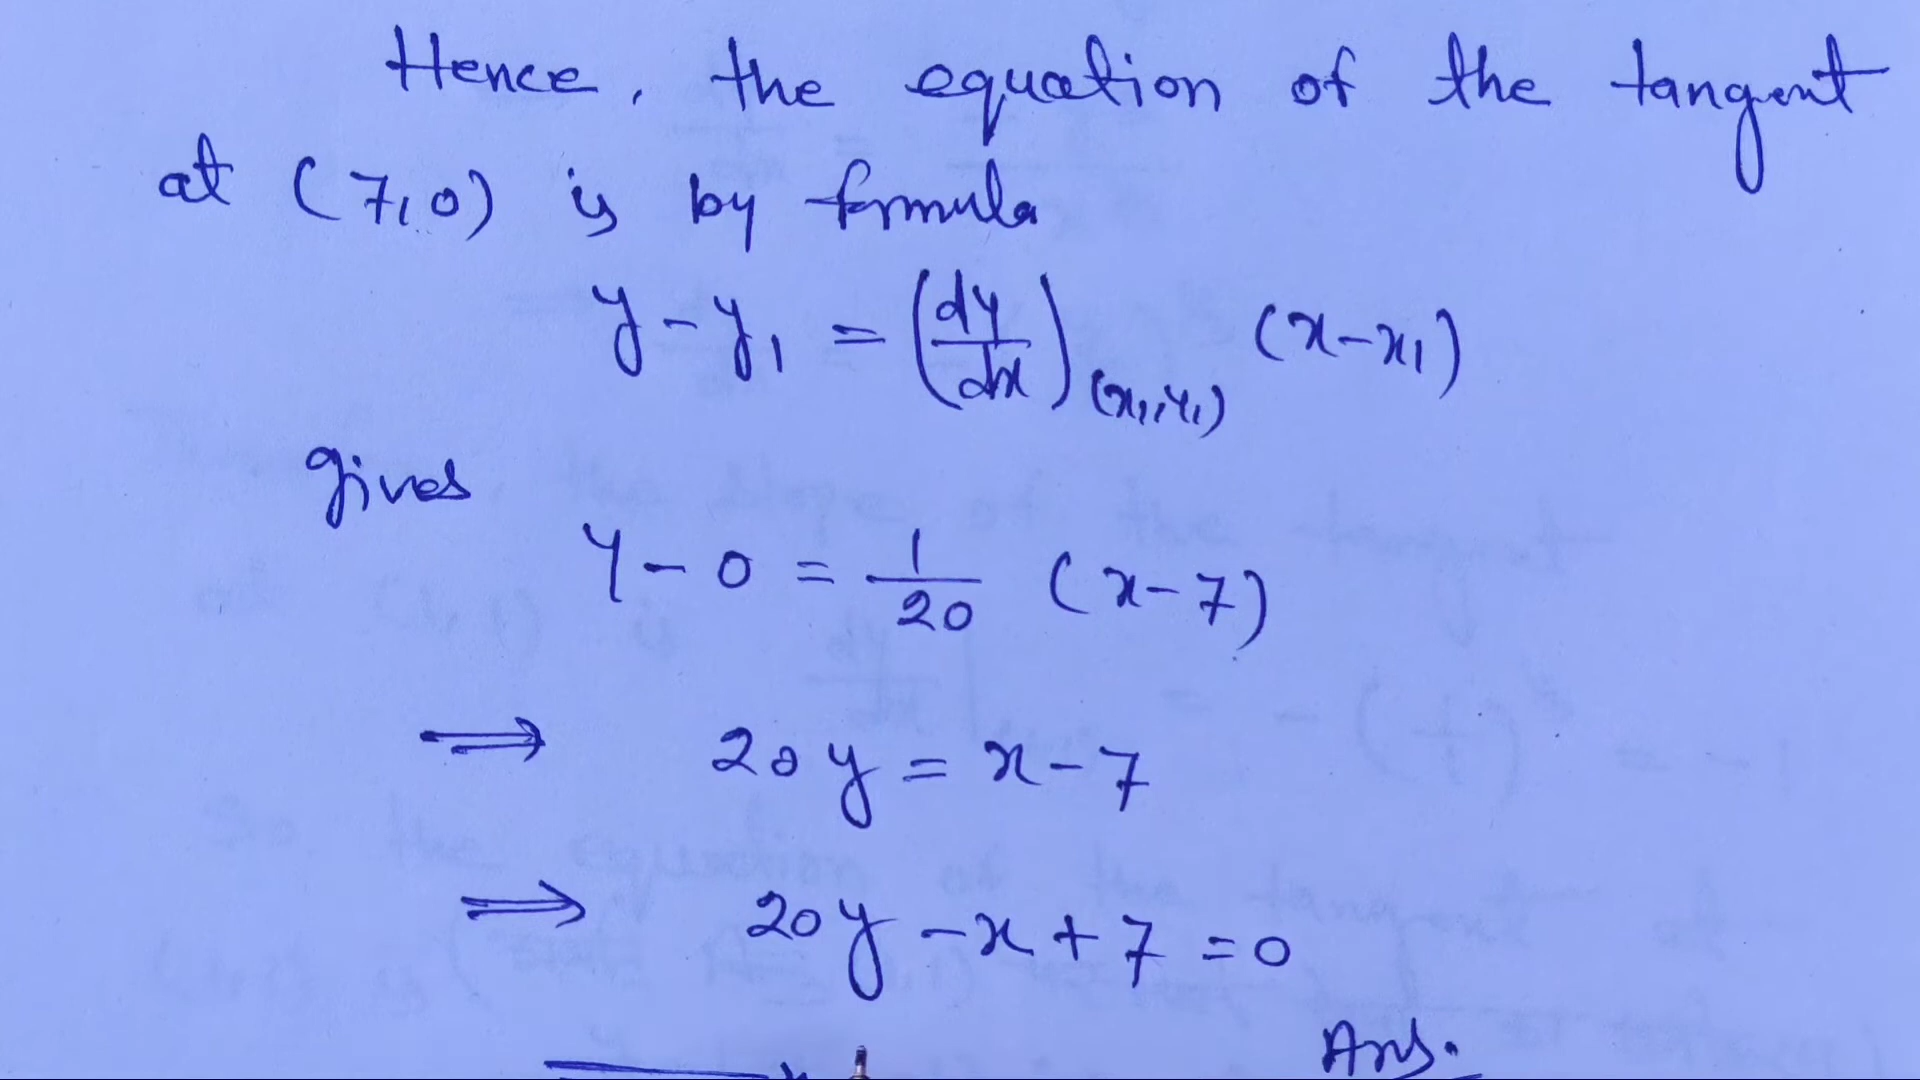 Hence, the equation of the tangent
at (7,0) is by formula
y - y₁ = (dy/dx)(x₁,y₁) (x - x₁)
gives
y - 0 = 1/20 (x - 7)
⟹ 20y = x - 7
⟹ 20y - x + 7 = 0
Ans.